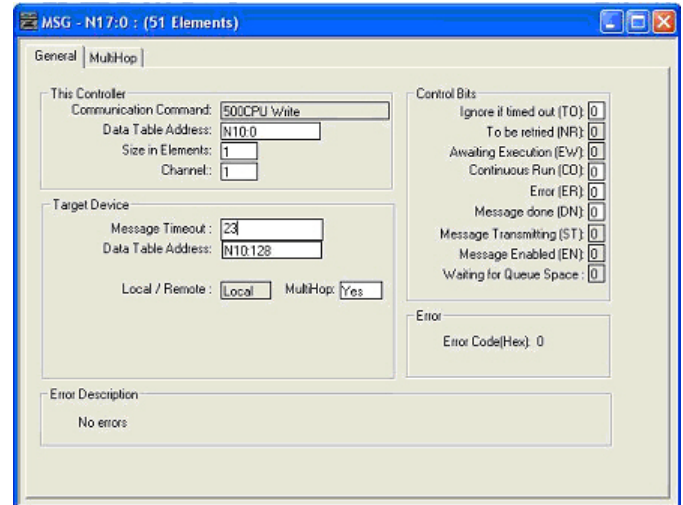 MSG - N17:0 : (51 Elements)
General
MultiHop
This Controller
Communication Command: 500CPU Write
Data Table Address: N10:0
Size in Elements: 1
Channel:: 1
Target Device
Message Timeout : 23
Data Table Address: N10:128
Local / Remote : Local MultiHop: Yes
Control Bits
Ignore if timed out (TO): 0
To be retried (NR): 0
Awaiting Execution (EW): 0
Continuous Run (CO): 0
Error (ER): 0
Message done (DN): 0
Message Transmitting (ST): 0
Message Enabled (EN): 0
Waiting for Queue Space : 0
Error
Error Code(Hex): 0
Error Description
No errors